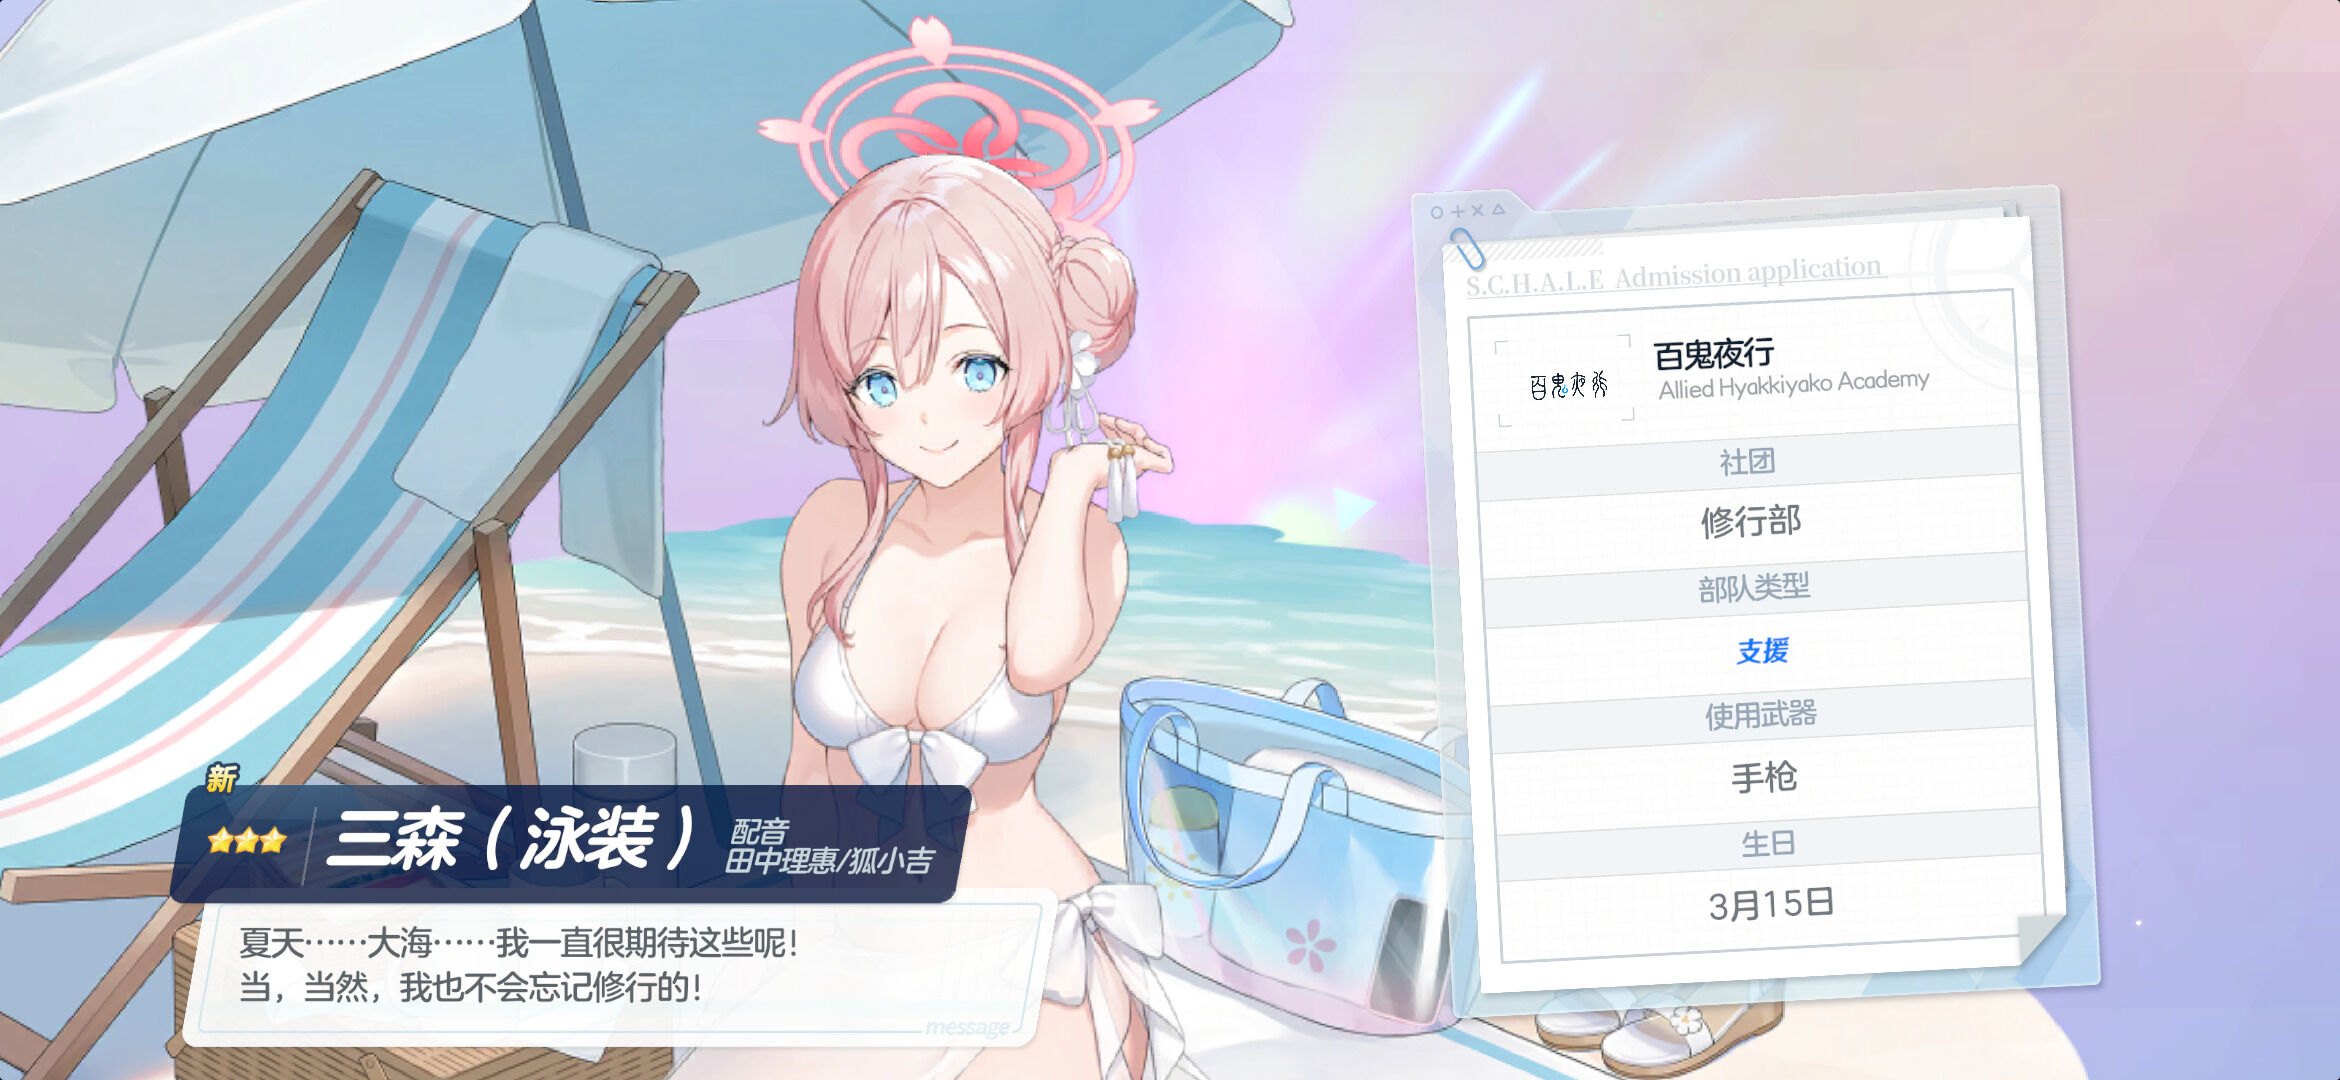 新
三森（泳装）
配音
田中理惠/狐小吉
夏天……大海……我一直很期待这些呢！
当，当然，我也不会忘记修行的！
message
S.C.H.A.L.E Admission application
百鬼夜行
百鬼夜行
Allied Hyakkiyako Academy
社团
修行部
部队类型
支援
使用武器
手枪
生日
3月15日